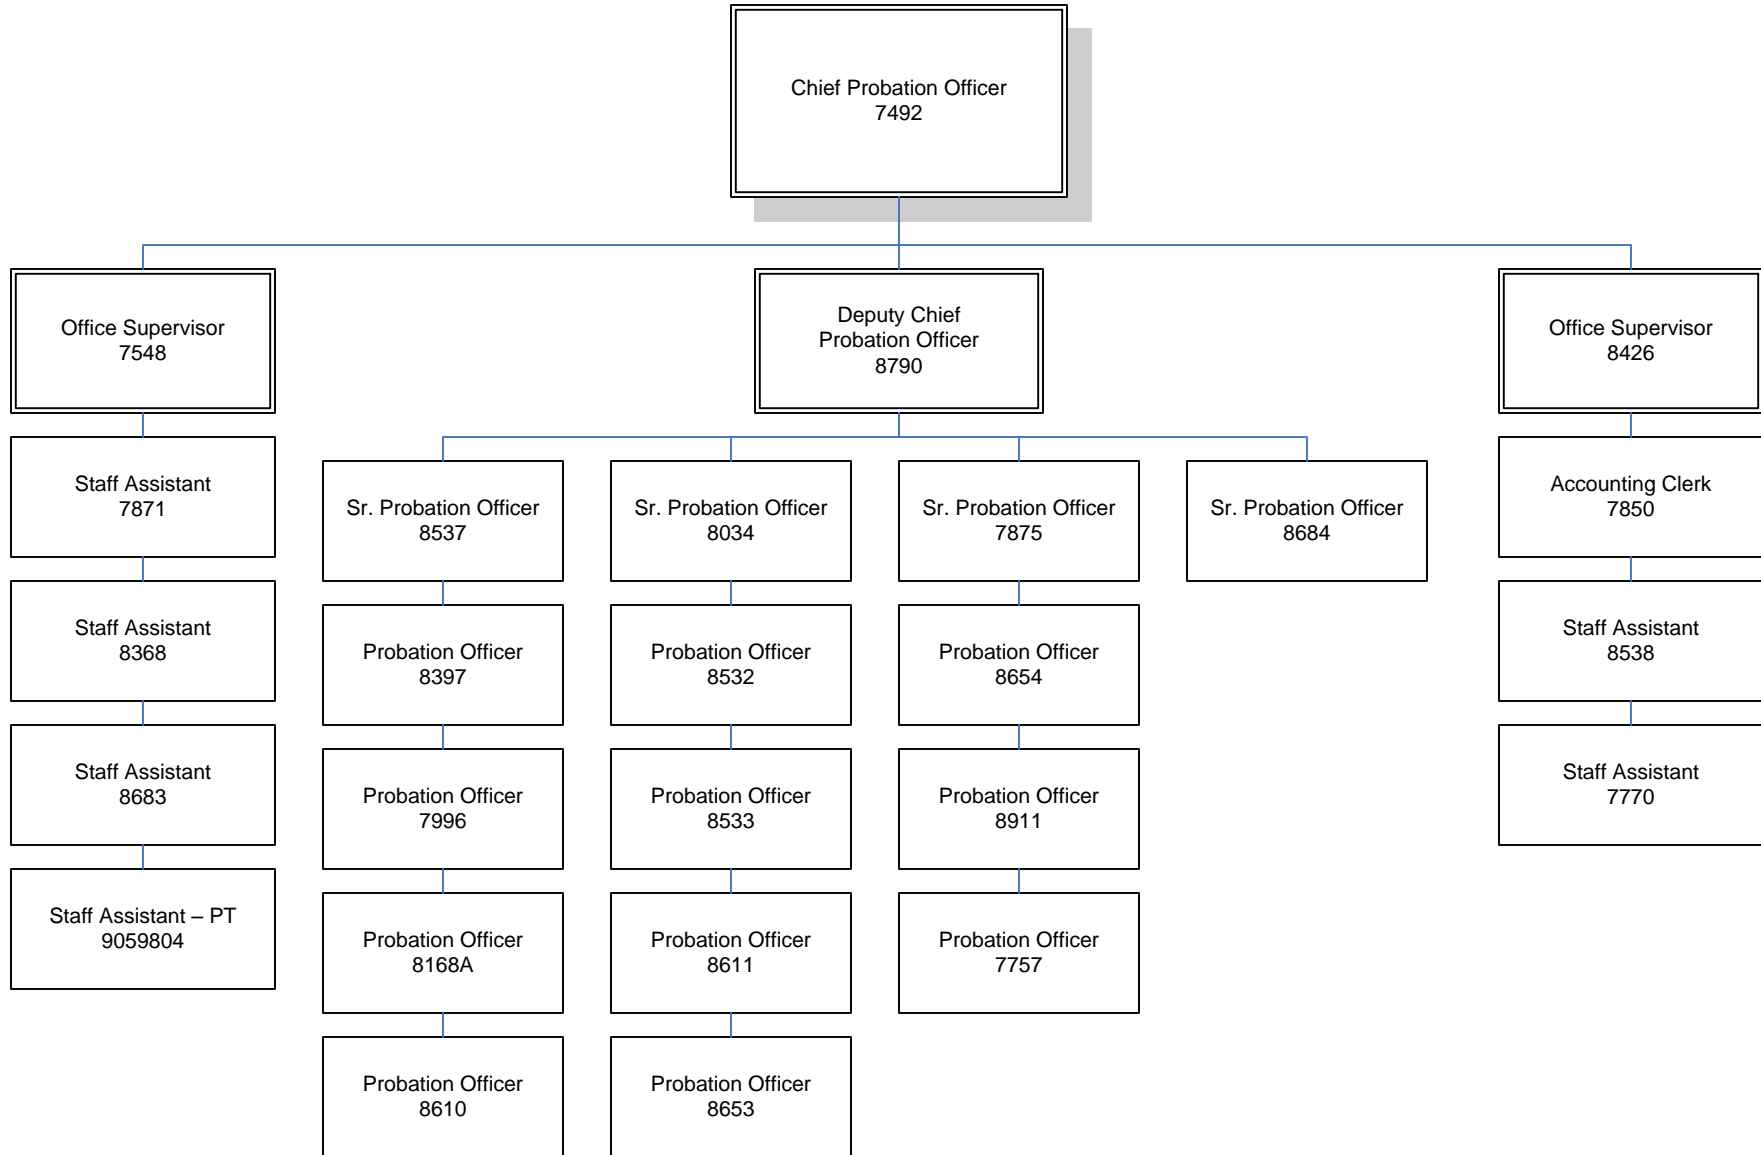 Chief Probation Officer
7492
Office Supervisor
7548
Deputy Chief
Probation Officer
8790
Office Supervisor
8426
Staff Assistant
7871
Staff Assistant
8368
Staff Assistant
8683
Staff Assistant – PT
9059804
Sr. Probation Officer
8537
Probation Officer
8397
Probation Officer
7996
Probation Officer
8168A
Probation Officer
8610
Sr. Probation Officer
8034
Probation Officer
8532
Probation Officer
8533
Probation Officer
8611
Probation Officer
8653
Sr. Probation Officer
7875
Probation Officer
8654
Probation Officer
8911
Probation Officer
7757
Sr. Probation Officer
8684
Accounting Clerk
7850
Staff Assistant
8538
Staff Assistant
7770